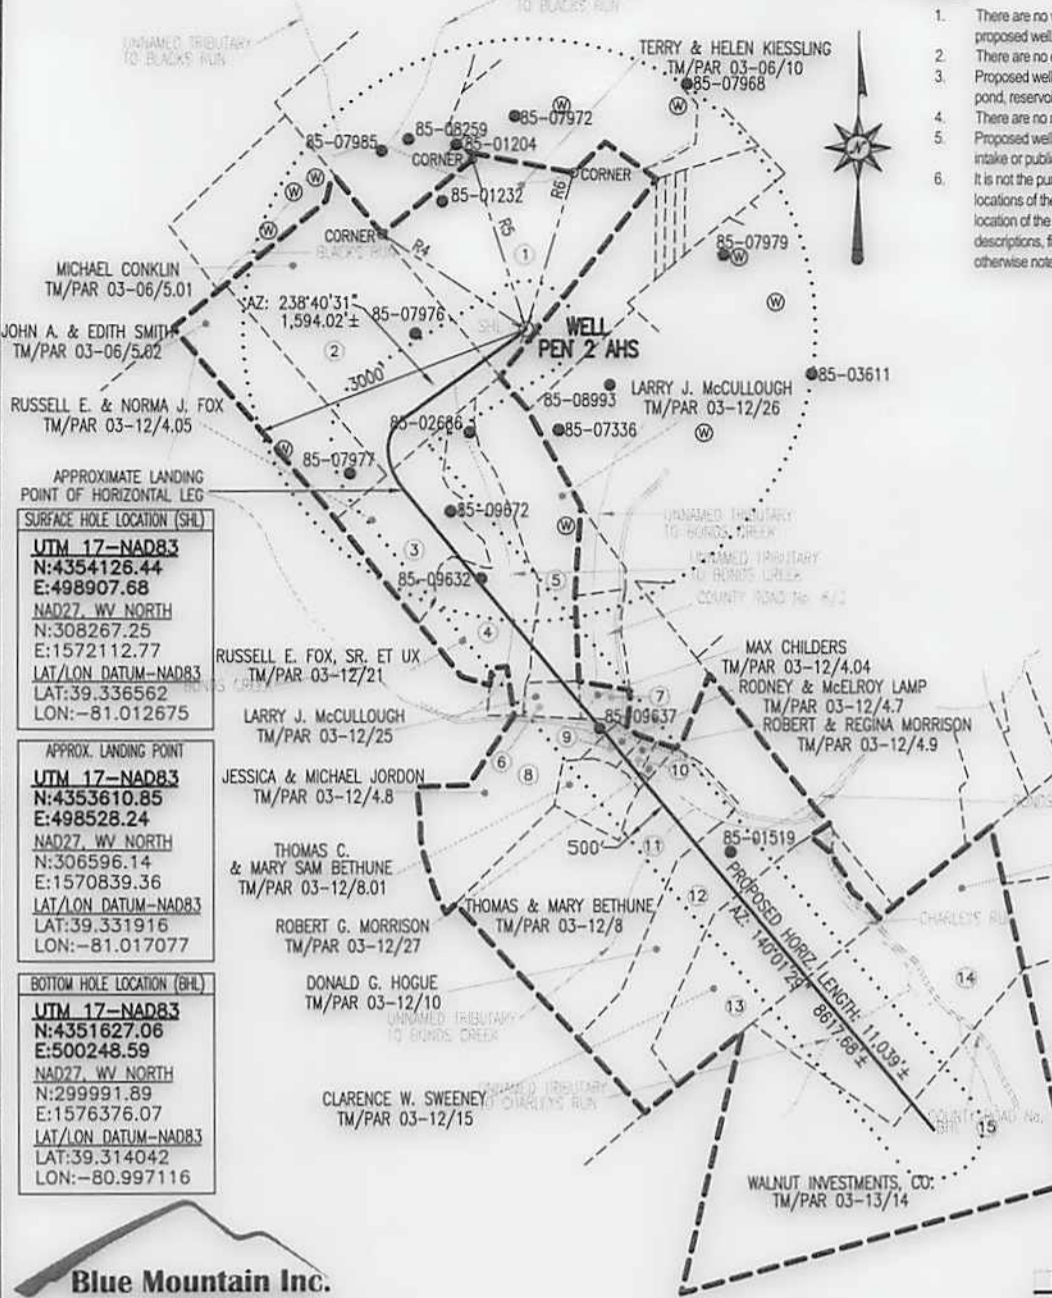 TO BLACKS RUN
UNNAMED TRIBUTARY
TO BLACKS RUN
1. There are no
proposed well
2. There are no
3. Proposed well
pond, reservo
4. There are no
5. Proposed well
intake or publi
6. It is not the pu
locations of the
location of the
descriptions, f
otherwise note
TERRY & HELEN KIESSLING
TM/PAR 03-06/10
85-07968
W
W
85-07972
85-08259
85-01204
85-07985
CORNER
CORNER
R6
N
W
W
85-01232
R5
W
CORNER
R4
BLACKS RUN
1
85-07979
W
MICHAEL CONKLIN
TM/PAR 03-06/5.01
AZ: 238°40'31"
1,594.02'±
85-07976
W
JOHN A. & EDITH SMITH
TM/PAR 03-06/5.02
SHL
WELL
PEN 2 AHS
2
3000'
85-03611
RUSSELL E. & NORMA J. FOX
TM/PAR 03-12/4.05
85-08993
LARRY J. McCULLOUGH
TM/PAR 03-12/26
85-02686
85-07336
W
W
85-07977
APPROXIMATE LANDING
POINT OF HORIZONTAL LEG
SURFACE HOLE LOCATION (SHL)
UTM 17-NAD83
N:4354126.44
E:498907.68
NAD27, WV NORTH
N:308267.25
E:1572112.77
LAT/LON DATUM-NAD83
LAT:39.336562
LON:-81.012675
85-09672
W
UNNAMED TRIBUTARY
TO BONDS CREEK
3
UNNAMED TRIBUTARY
TO BONDS CREEK
85-09632
5
COUNTY ROAD No. 6/2
4
RUSSELL E. FOX, SR. ET UX
TM/PAR 03-12/21
BONDS CREEK
MAX CHILDERS
TM/PAR 03-12/4.04
RODNEY & McELROY LAMP
TM/PAR 03-12/4.7
ROBERT & REGINA MORRISON
TM/PAR 03-12/4.9
7
LARRY J. McCULLOUGH
TM/PAR 03-12/25
85-09637
9
APPROX. LANDING POINT
UTM 17-NAD83
N:4353610.85
E:498528.24
NAD27, WV NORTH
N:306596.14
E:1570839.36
LAT/LON DATUM-NAD83
LAT:39.331916
LON:-81.017077
6
8
10
JESSICA & MICHAEL JORDON
TM/PAR 03-12/4.8
BONDS
500'
11
85-01519
THOMAS C.
& MARY SAM BETHUNE
TM/PAR 03-12/8.01
12
THOMAS & MARY BETHUNE
TM/PAR 03-12/8
ROBERT G. MORRISON
TM/PAR 03-12/27
CHARLEYS RUN
PROPOSED HORIZ. LENGTH: 11,039'±
AZ: 140°01'29" 8617.68'±
DONALD G. HOGUE
TM/PAR 03-12/10
14
13
UNNAMED TRIBUTARY
TO BONDS CREEK
BOTTOM HOLE LOCATION (BHL)
UTM 17-NAD83
N:4351627.06
E:500248.59
NAD27, WV NORTH
N:299991.89
E:1576376.07
LAT/LON DATUM-NAD83
LAT:39.314042
LON:-80.997116
CLARENCE W. SWEENEY
TM/PAR 03-12/15
UNNAMED TRIBUTARY
TO CHARLEYS RUN
COUNTY ROAD No.
BHL
15
WALNUT INVESTMENTS, CO.
TM/PAR 03-13/14
Blue Mountain Inc.